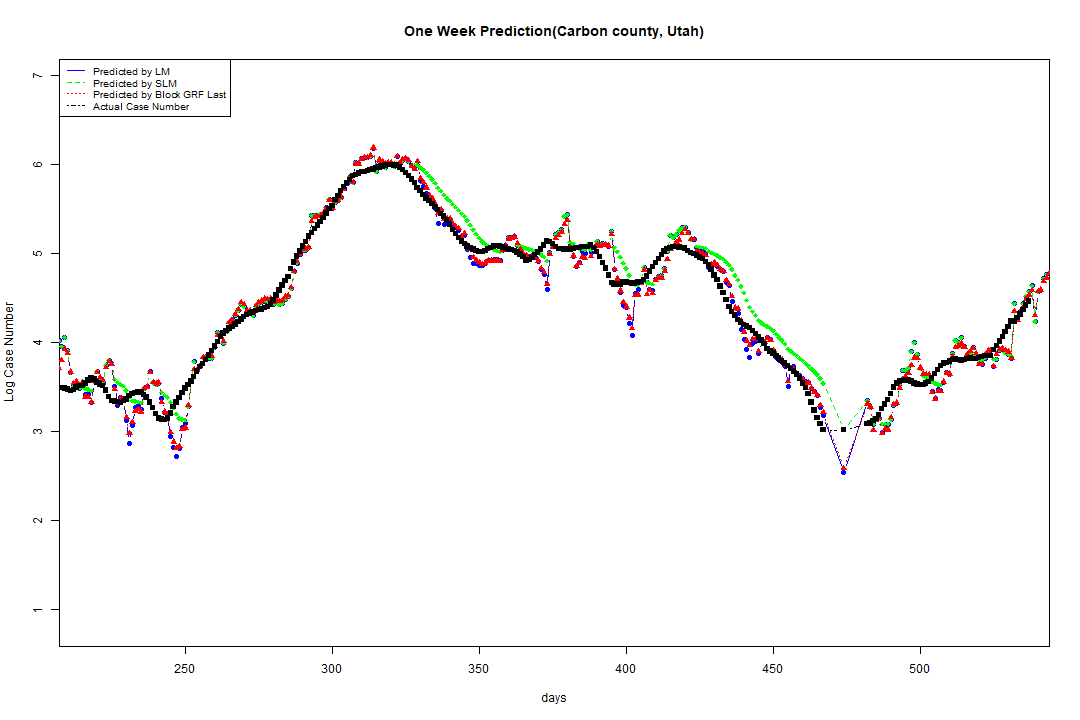 One Week Prediction(Carbon county, Utah)
Predicted by LM
Predicted by SLM
Predicted by Block GRF Last
Actual Case Number
7
6
5
4
3
2
1
Log Case Number
250 300 350 400 450 500
days